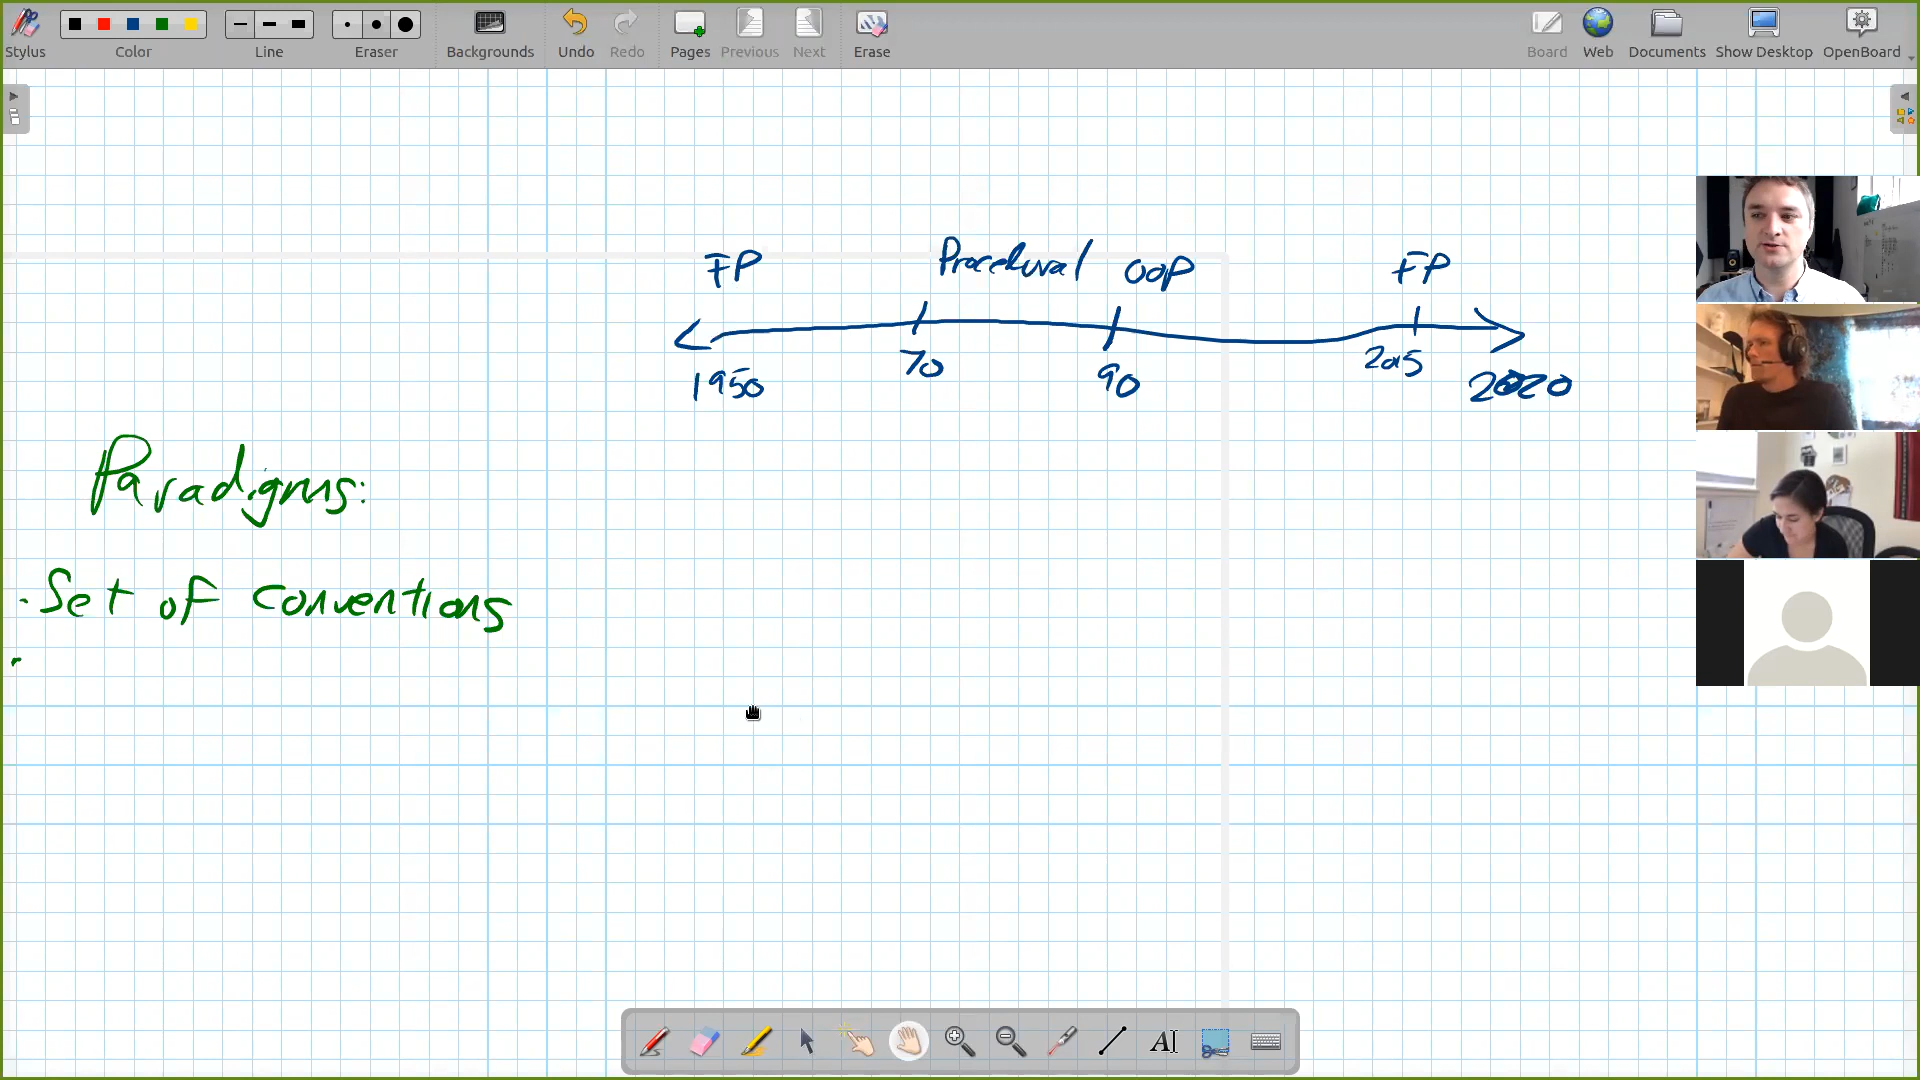 Stylus Color Line Eraser Backgrounds Undo Redo Pages Previous Next Erase Board Web Documents Show Desktop OpenBoard
FP Procedural OOP FP
1950 70 90 2015 2020
Paradigms:
· Set of conventions
·
AI